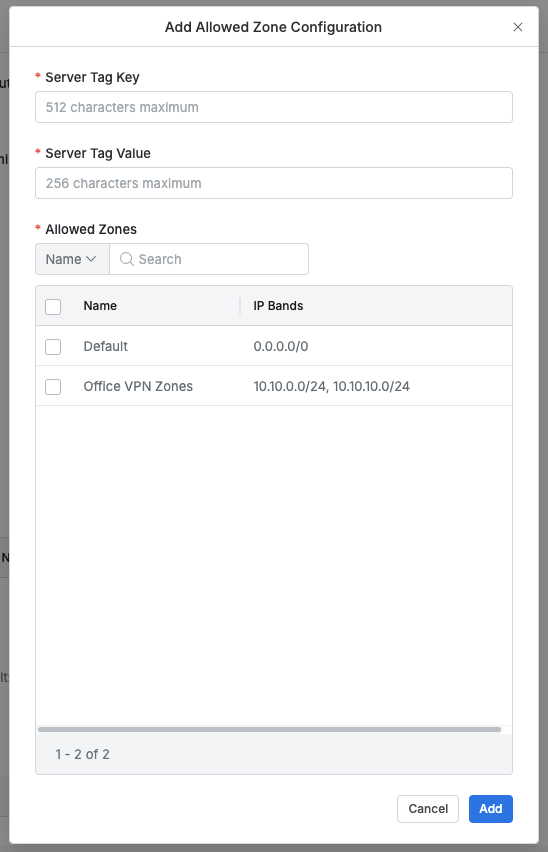 Add Allowed Zone Configuration
* Server Tag Key
512 characters maximum
* Server Tag Value
256 characters maximum
* Allowed Zones
Name Search
Name IP Bands
Default 0.0.0.0/0
Office VPN Zones 10.10.0.0/24, 10.10.10.0/24
1 - 2 of 2
Cancel Add